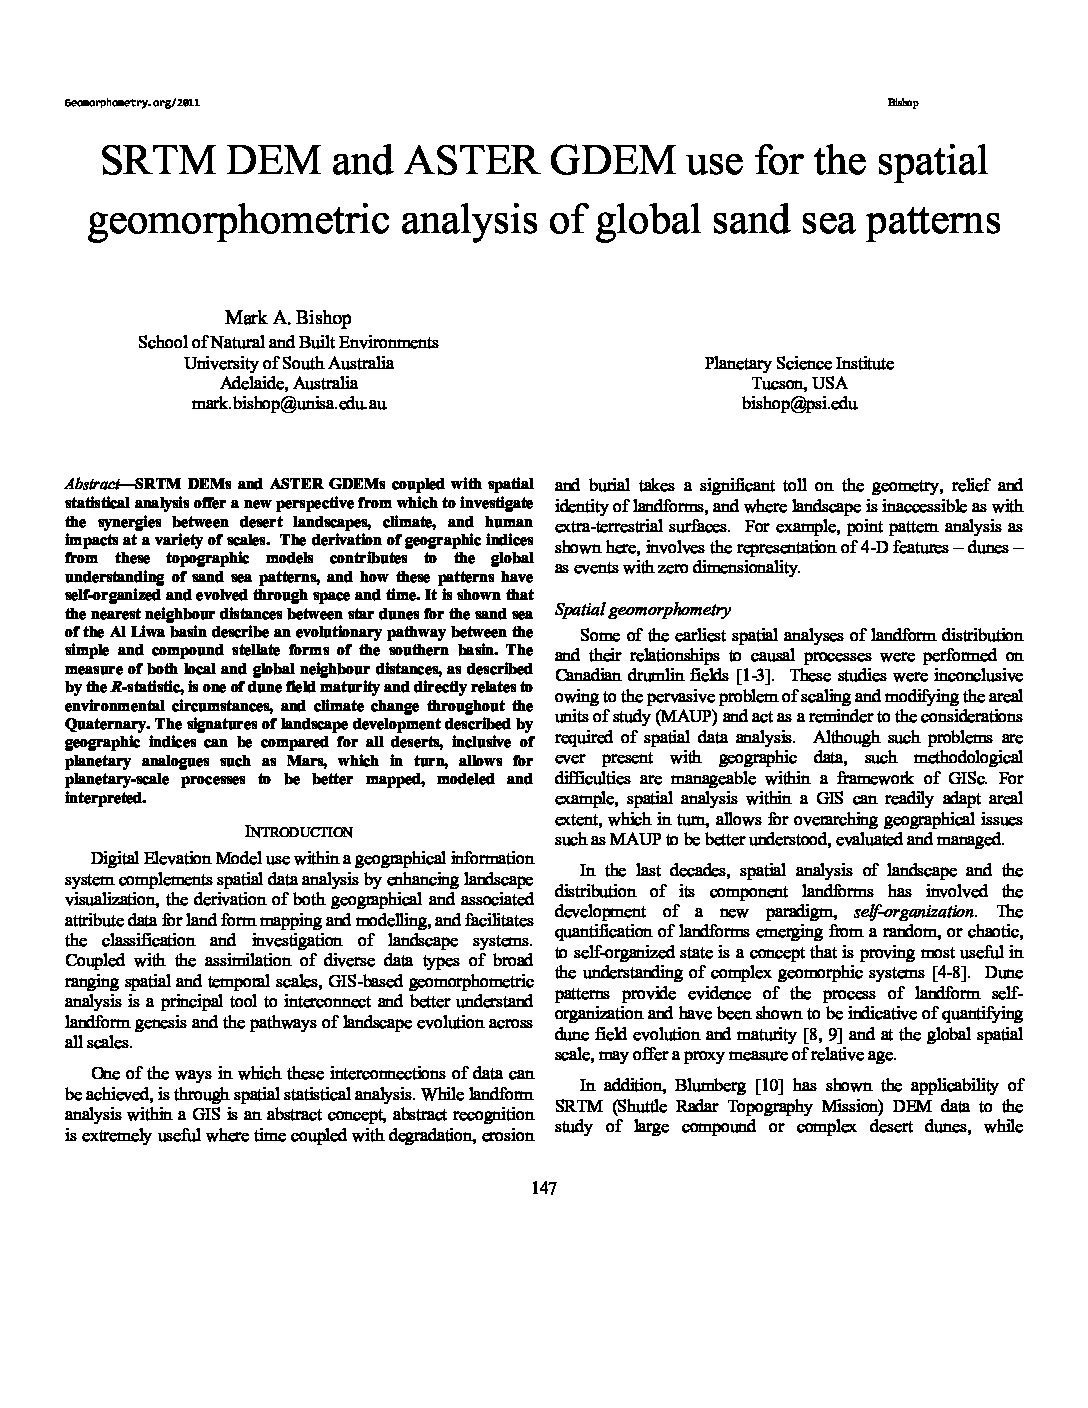 Geomorphometry.org/2011
Bishop
SRTM DEM and ASTER GDEM use for the spatial
geomorphometric analysis of global sand sea patterns
Mark A. Bishop
School of Natural and Built Environments
University of South Australia
Adelaide, Australia
mark.bishop@unisa.edu.au
Planetary Science Institute
Tucson, USA
bishop@psi.edu
Abstract—SRTM DEMs and ASTER GDEMs coupled with spatial
statistical analysis offer a new perspective from which to investigate
the synergies between desert landscapes, climate, and human
impacts at a variety of scales. The derivation of geographic indices
from these topographic models contributes to the global
understanding of sand sea patterns, and how these patterns have
self-organized and evolved through space and time. It is shown that
the nearest neighbour distances between star dunes for the sand sea
of the Al Liwa basin describe an evolutionary pathway between the
simple and compound stellate forms of the southern basin. The
measure of both local and global neighbour distances, as described
by the R-statistic, is one of dune field maturity and directly relates to
environmental circumstances, and climate change throughout the
Quaternary. The signatures of landscape development described by
geographic indices can be compared for all deserts, inclusive of
planetary analogues such as Mars, which in turn, allows for
planetary-scale processes to be better mapped, modeled and
interpreted.
INTRODUCTION
Digital Elevation Model use within a geographical information
system complements spatial data analysis by enhancing landscape
visualization, the derivation of both geographical and associated
attribute data for land form mapping and modelling, and facilitates
the classification and investigation of landscape systems.
Coupled with the assimilation of diverse data types of broad
ranging spatial and temporal scales, GIS-based geomorphometric
analysis is a principal tool to interconnect and better understand
landform genesis and the pathways of landscape evolution across
all scales.
One of the ways in which these interconnections of data can
be achieved, is through spatial statistical analysis. While landform
analysis within a GIS is an abstract concept, abstract recognition
is extremely useful where time coupled with degradation, erosion
and burial takes a significant toll on the geometry, relief and
identity of landforms, and where landscape is inaccessible as with
extra-terrestrial surfaces. For example, point pattern analysis as
shown here, involves the representation of 4-D features – dunes –
as events with zero dimensionality.
Spatial geomorphometry
Some of the earliest spatial analyses of landform distribution
and their relationships to causal processes were performed on
Canadian drumlin fields [1-3]. These studies were inconclusive
owing to the pervasive problem of scaling and modifying the areal
units of study (MAUP) and act as a reminder to the considerations
required of spatial data analysis. Although such problems are
ever present with geographic data, such methodological
difficulties are manageable within a framework of GISc. For
example, spatial analysis within a GIS can readily adapt areal
extent, which in turn, allows for overarching geographical issues
such as MAUP to be better understood, evaluated and managed.
In the last decades, spatial analysis of landscape and the
distribution of its component landforms has involved the
development of a new paradigm, self-organization. The
quantification of landforms emerging from a random, or chaotic,
to self-organized state is a concept that is proving most useful in
the understanding of complex geomorphic systems [4-8]. Dune
patterns provide evidence of the process of landform self-
organization and have been shown to be indicative of quantifying
dune field evolution and maturity [8, 9] and at the global spatial
scale, may offer a proxy measure of relative age.
In addition, Blumberg [10] has shown the applicability of
SRTM (Shuttle Radar Topography Mission) DEM data to the
study of large compound or complex desert dunes, while
147